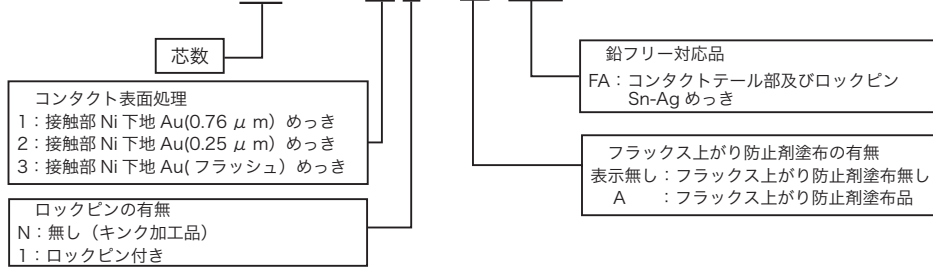 芯数
コンタクト表面処理
1：接触部 Ni 下地 Au(0.76 μ m）めっき
2：接触部 Ni 下地 Au(0.25 μ m）めっき
3：接触部 Ni 下地 Au( フラッシュ）めっき
ロックピンの有無
N：無し（キンク加工品）
1：ロックピン付き
鉛フリー対応品
FA：コンタクトテール部及びロックピン
Sn-Ag めっき
フラックス上がり防止剤塗布の有無
表示無し：フラックス上がり防止剤塗布無し
A　　：フラックス上がり防止剤塗布品